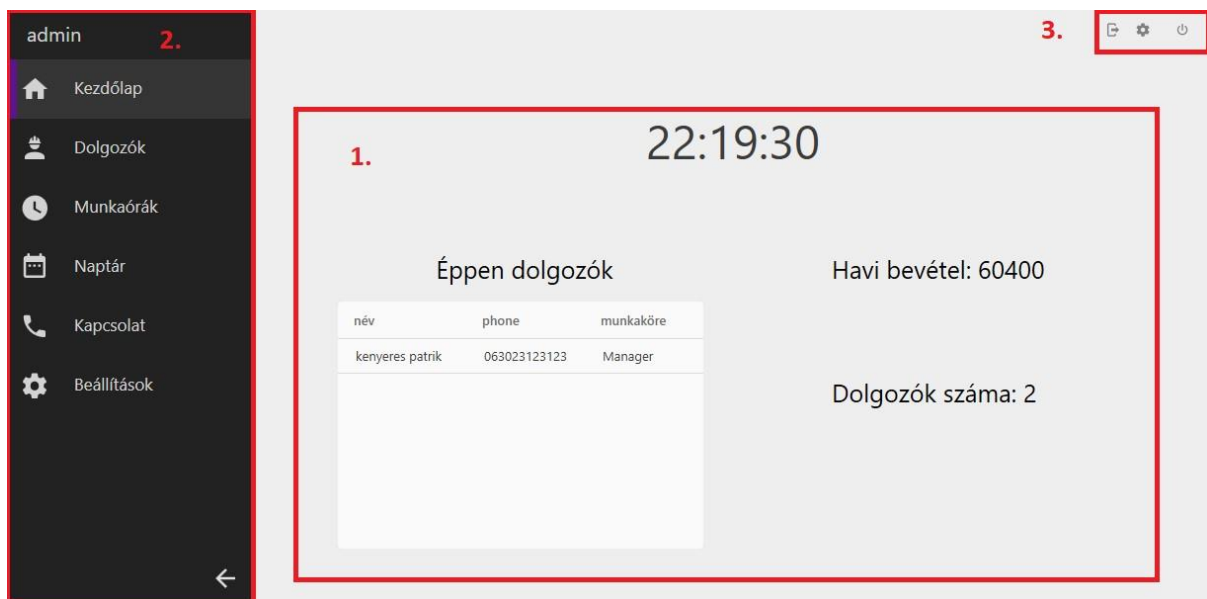 admin
2.
Kezdőlap
Dolgozók
Munkaórák
Naptár
Kapcsolat
Beállítások
3.
1.
22:19:30
Éppen dolgozók
név phone munkaköre
kenyeres patrik 063023123123 Manager
Havi bevétel: 60400
Dolgozók száma: 2